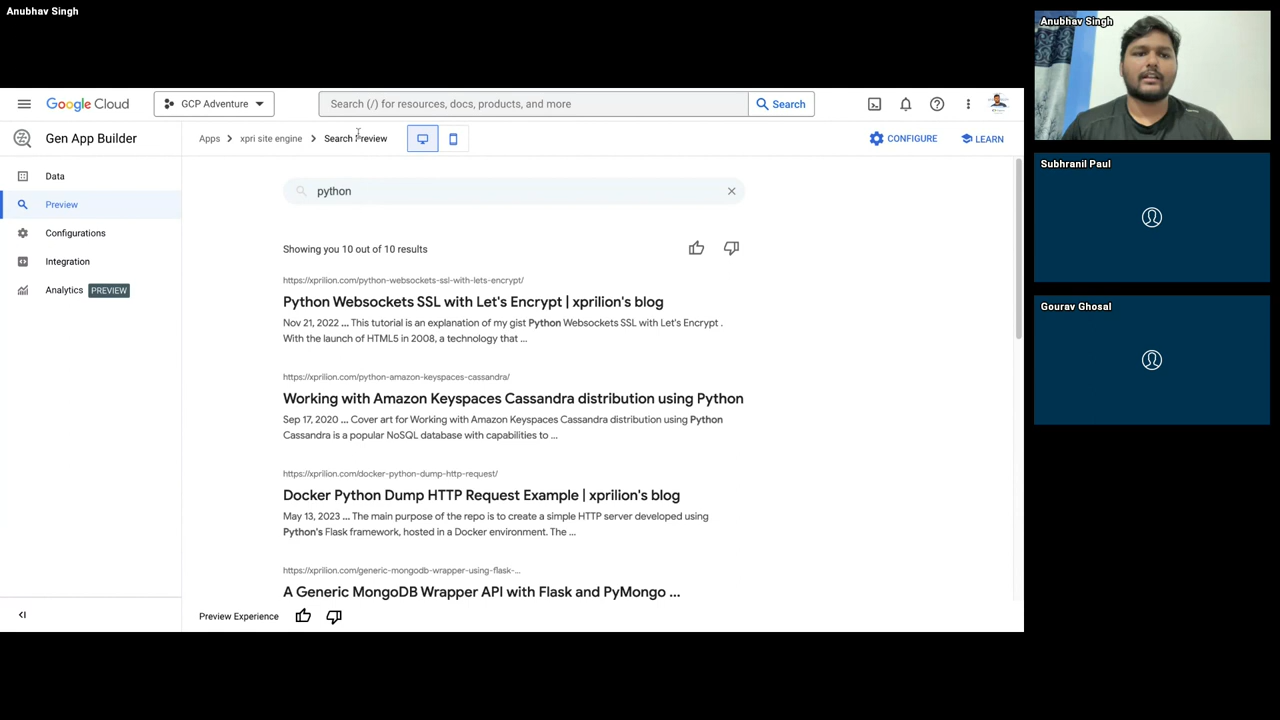 Anubhav Singh
Google Cloud
GCP Adventure
Search (/) for resources, docs, products, and more
Search
Gen App Builder
Apps
xpri site engine
Search Preview
CONFIGURE
LEARN
Data
Preview
Configurations
Integration
Analytics
PREVIEW
python
Showing you 10 out of 10 results
https://xprilion.com/python-websockets-ssl-with-lets-encrypt/
Python Websockets SSL with Let's Encrypt | xprilion's blog
Nov 21, 2022 ... This tutorial is an explanation of my gist Python Websockets SSL with Let's Encrypt .
With the launch of HTML5 in 2008, a technology that ...
https://xprilion.com/python-amazon-keyspaces-cassandra/
Working with Amazon Keyspaces Cassandra distribution using Python
Sep 17, 2020 ... Cover art for Working with Amazon Keyspaces Cassandra distribution using Python
Cassandra is a popular NoSQL database with capabilities to ...
https://xprilion.com/docker-python-dump-http-request/
Docker Python Dump HTTP Request Example | xprilion's blog
May 13, 2023 ... The main purpose of the repo is to create a simple HTTP server developed using
Python's Flask framework, hosted in a Docker environment. The ...
https://xprilion.com/generic-mongodb-wrapper-using-flask-...
A Generic MongoDB Wrapper API with Flask and PyMongo ...
Preview Experience
Anubhav Singh
Subhranil Paul
Gourav Ghosal